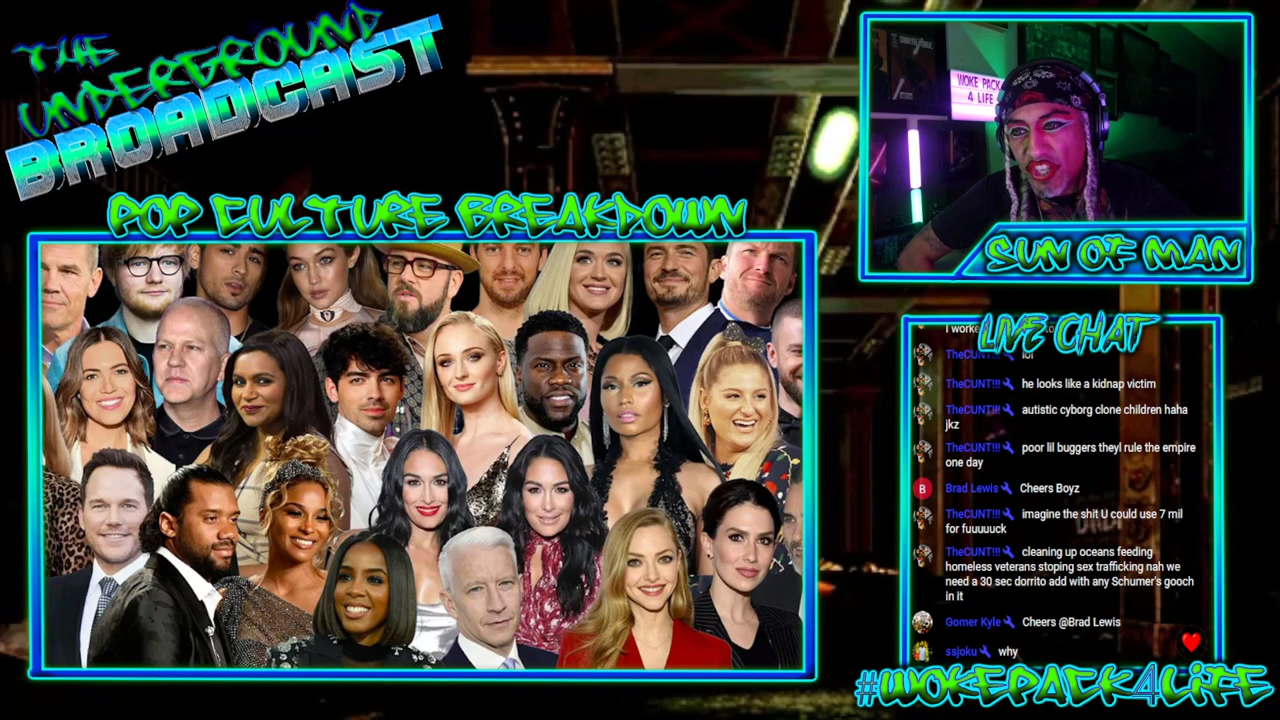 THE
UNDERGROUND
BROADCAST
POP CULTURE BREAKDOWN
WOKE PACK
4 LIFE
SUN OF MAN
LIVE CHAT
I worke
TheCUNT!!! lol
TheCUNT!!! he looks like a kidnap victim
TheCUNT!!! autistic cyborg clone children haha
jkz
TheCUNT!!! poor lil buggers theyl rule the empire
one day
B Brad Lewis Cheers Boyz
TheCUNT!!! imagine the shit U could use 7 mil
for fuuuuuck
TheCUNT!!! cleaning up oceans feeding
homeless veterans stoping sex trafficking nah we
need a 30 sec dorrito add with any Schumer's gooch
in it
Gomer Kyle Cheers @Brad Lewis
ssjoku why
#WOKEPACK4LIFE